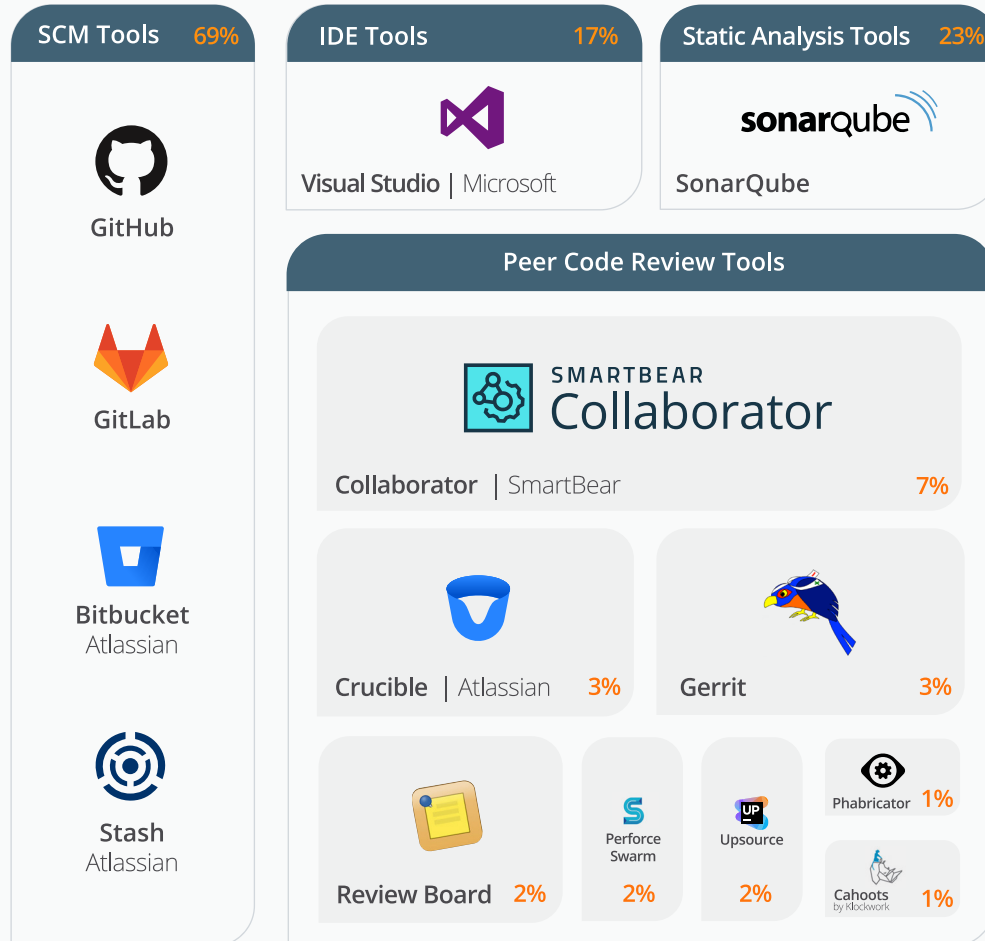 SCM Tools 69%
GitHub
GitLab
Bitbucket
Atlassian
Stash
Atlassian
IDE Tools 17%
Visual Studio | Microsoft
Static Analysis Tools 23%
sonarqube
SonarQube
Peer Code Review Tools
SMARTBEAR
Collaborator
Collaborator | SmartBear 7%
Crucible | Atlassian 3%
Gerrit 3%
Review Board 2%
Perforce
Swarm
2%
UP
Upsource
2%
Phabricator 1%
Cahoots
by Klockwork
1%